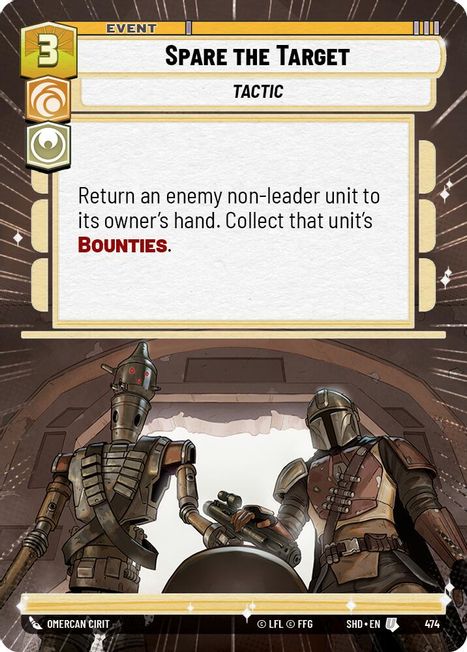 EVENT
3
SPARE THE TARGET
TACTIC
Return an enemy non-leader unit to
its owner's hand. Collect that unit's
BOUNTIES.
OMERCAN CIRIT
© LFL © FFG
SHD • EN
474